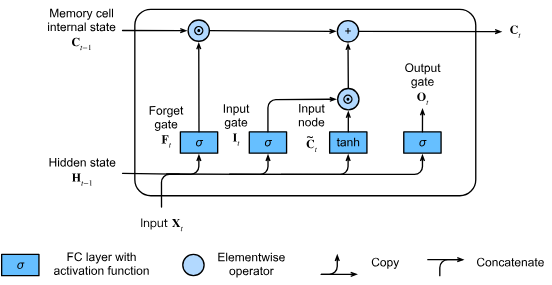 Memory cell
internal state
C_{t−1}
C_t
Output
gate
O_t
Forget
gate
F_t
Input
gate
I_t
Input
node
C̃_t
σ
σ
tanh
σ
Hidden state
H_{t−1}
Input X_t
σ
FC layer with
activation function
Elementwise
operator
Copy
Concatenate